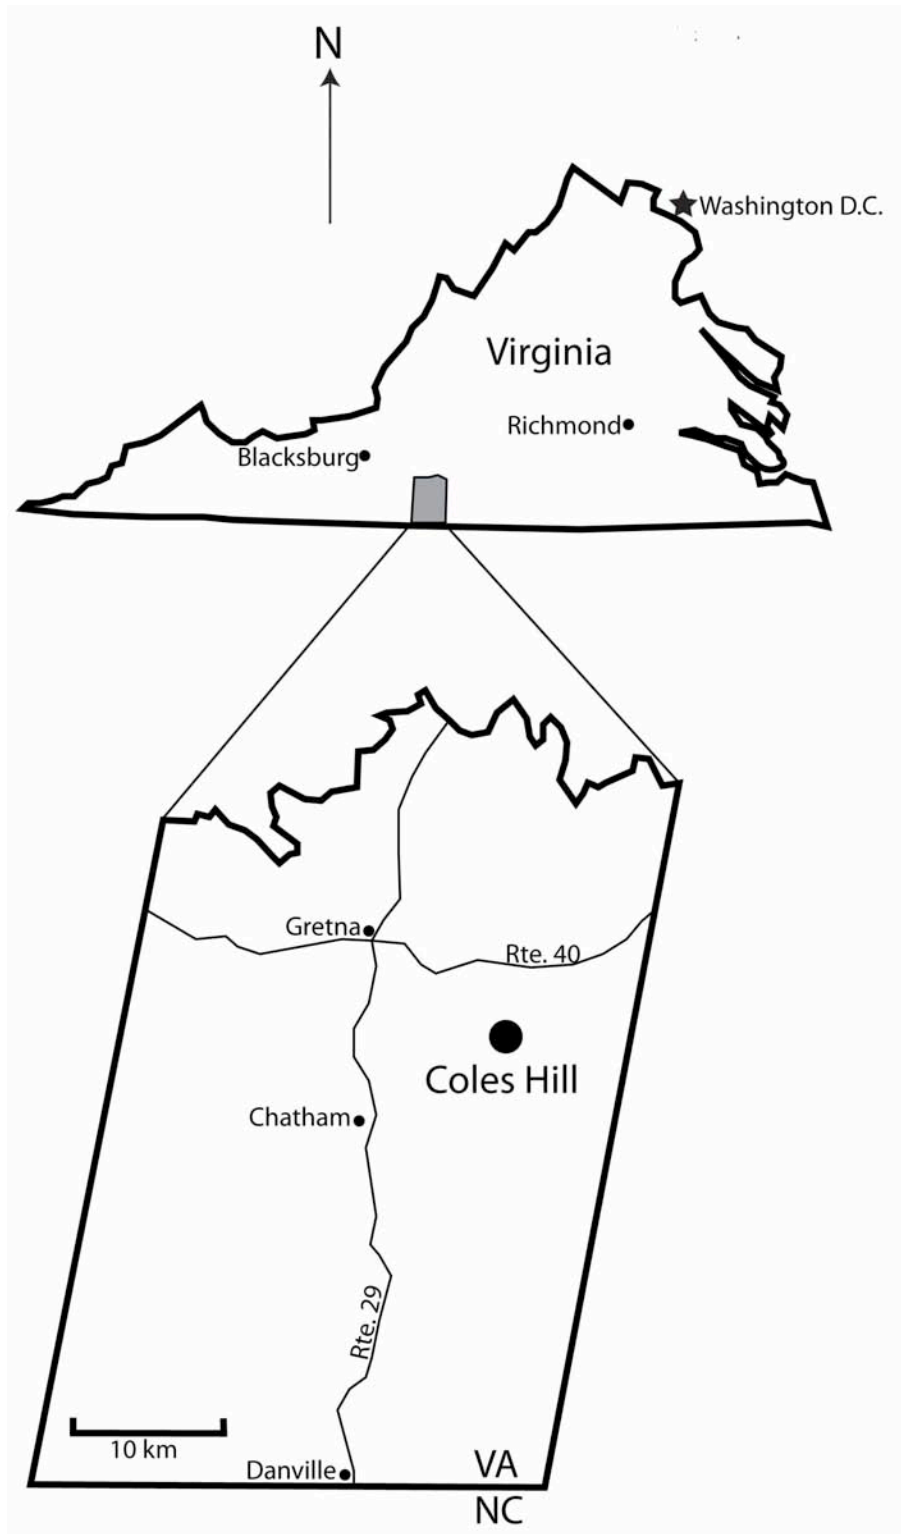 N
Washington D.C.
Virginia
Richmond
Blacksburg
Gretna
Rte. 40
Coles Hill
Chatham
Rte. 29
10 km
Danville
VA
NC